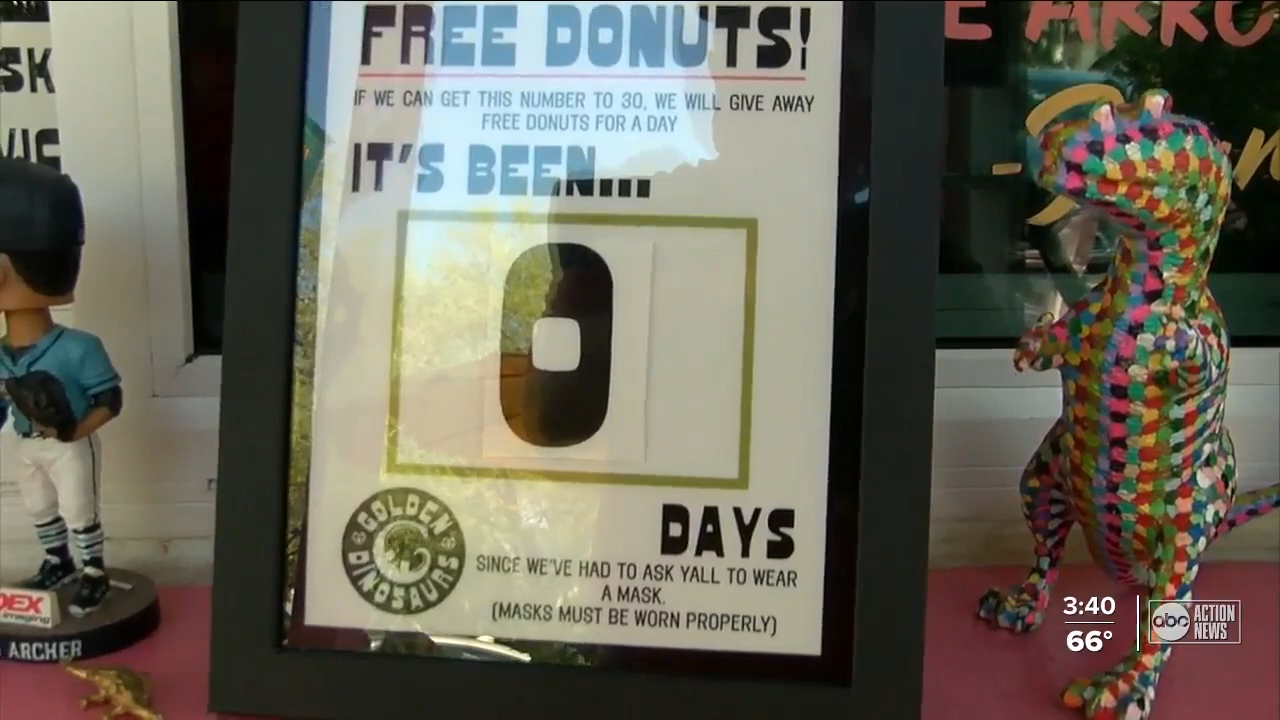 FREE DONUTS!
IF WE CAN GET THIS NUMBER TO 30, WE WILL GIVE AWAY
FREE DONUTS FOR A DAY
IT'S BEEN...
0
DAYS
SINCE WE'VE HAD TO ASK YALL TO WEAR
A MASK.
(MASKS MUST BE WORN PROPERLY)
GOLDEN
DINOSAURS
ARCHER
3:40
66°
abc
ACTION
NEWS